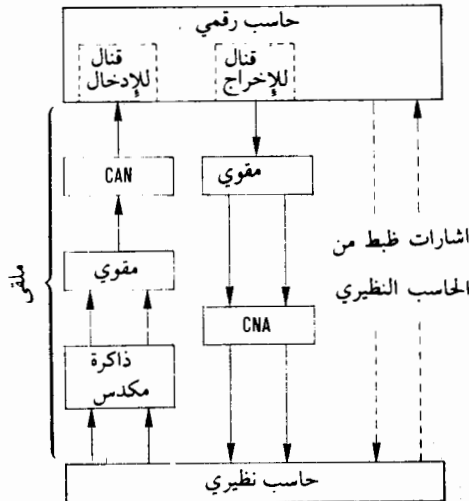 حاسب رقمي
قنال
للإدخال
قنال
للإخراج
CAN
مقوي
مقوي
اشارات ظبط من
الحاسب النظيري
ملقى
CNA
ذاكرة
مكدس
حاسب نظيري